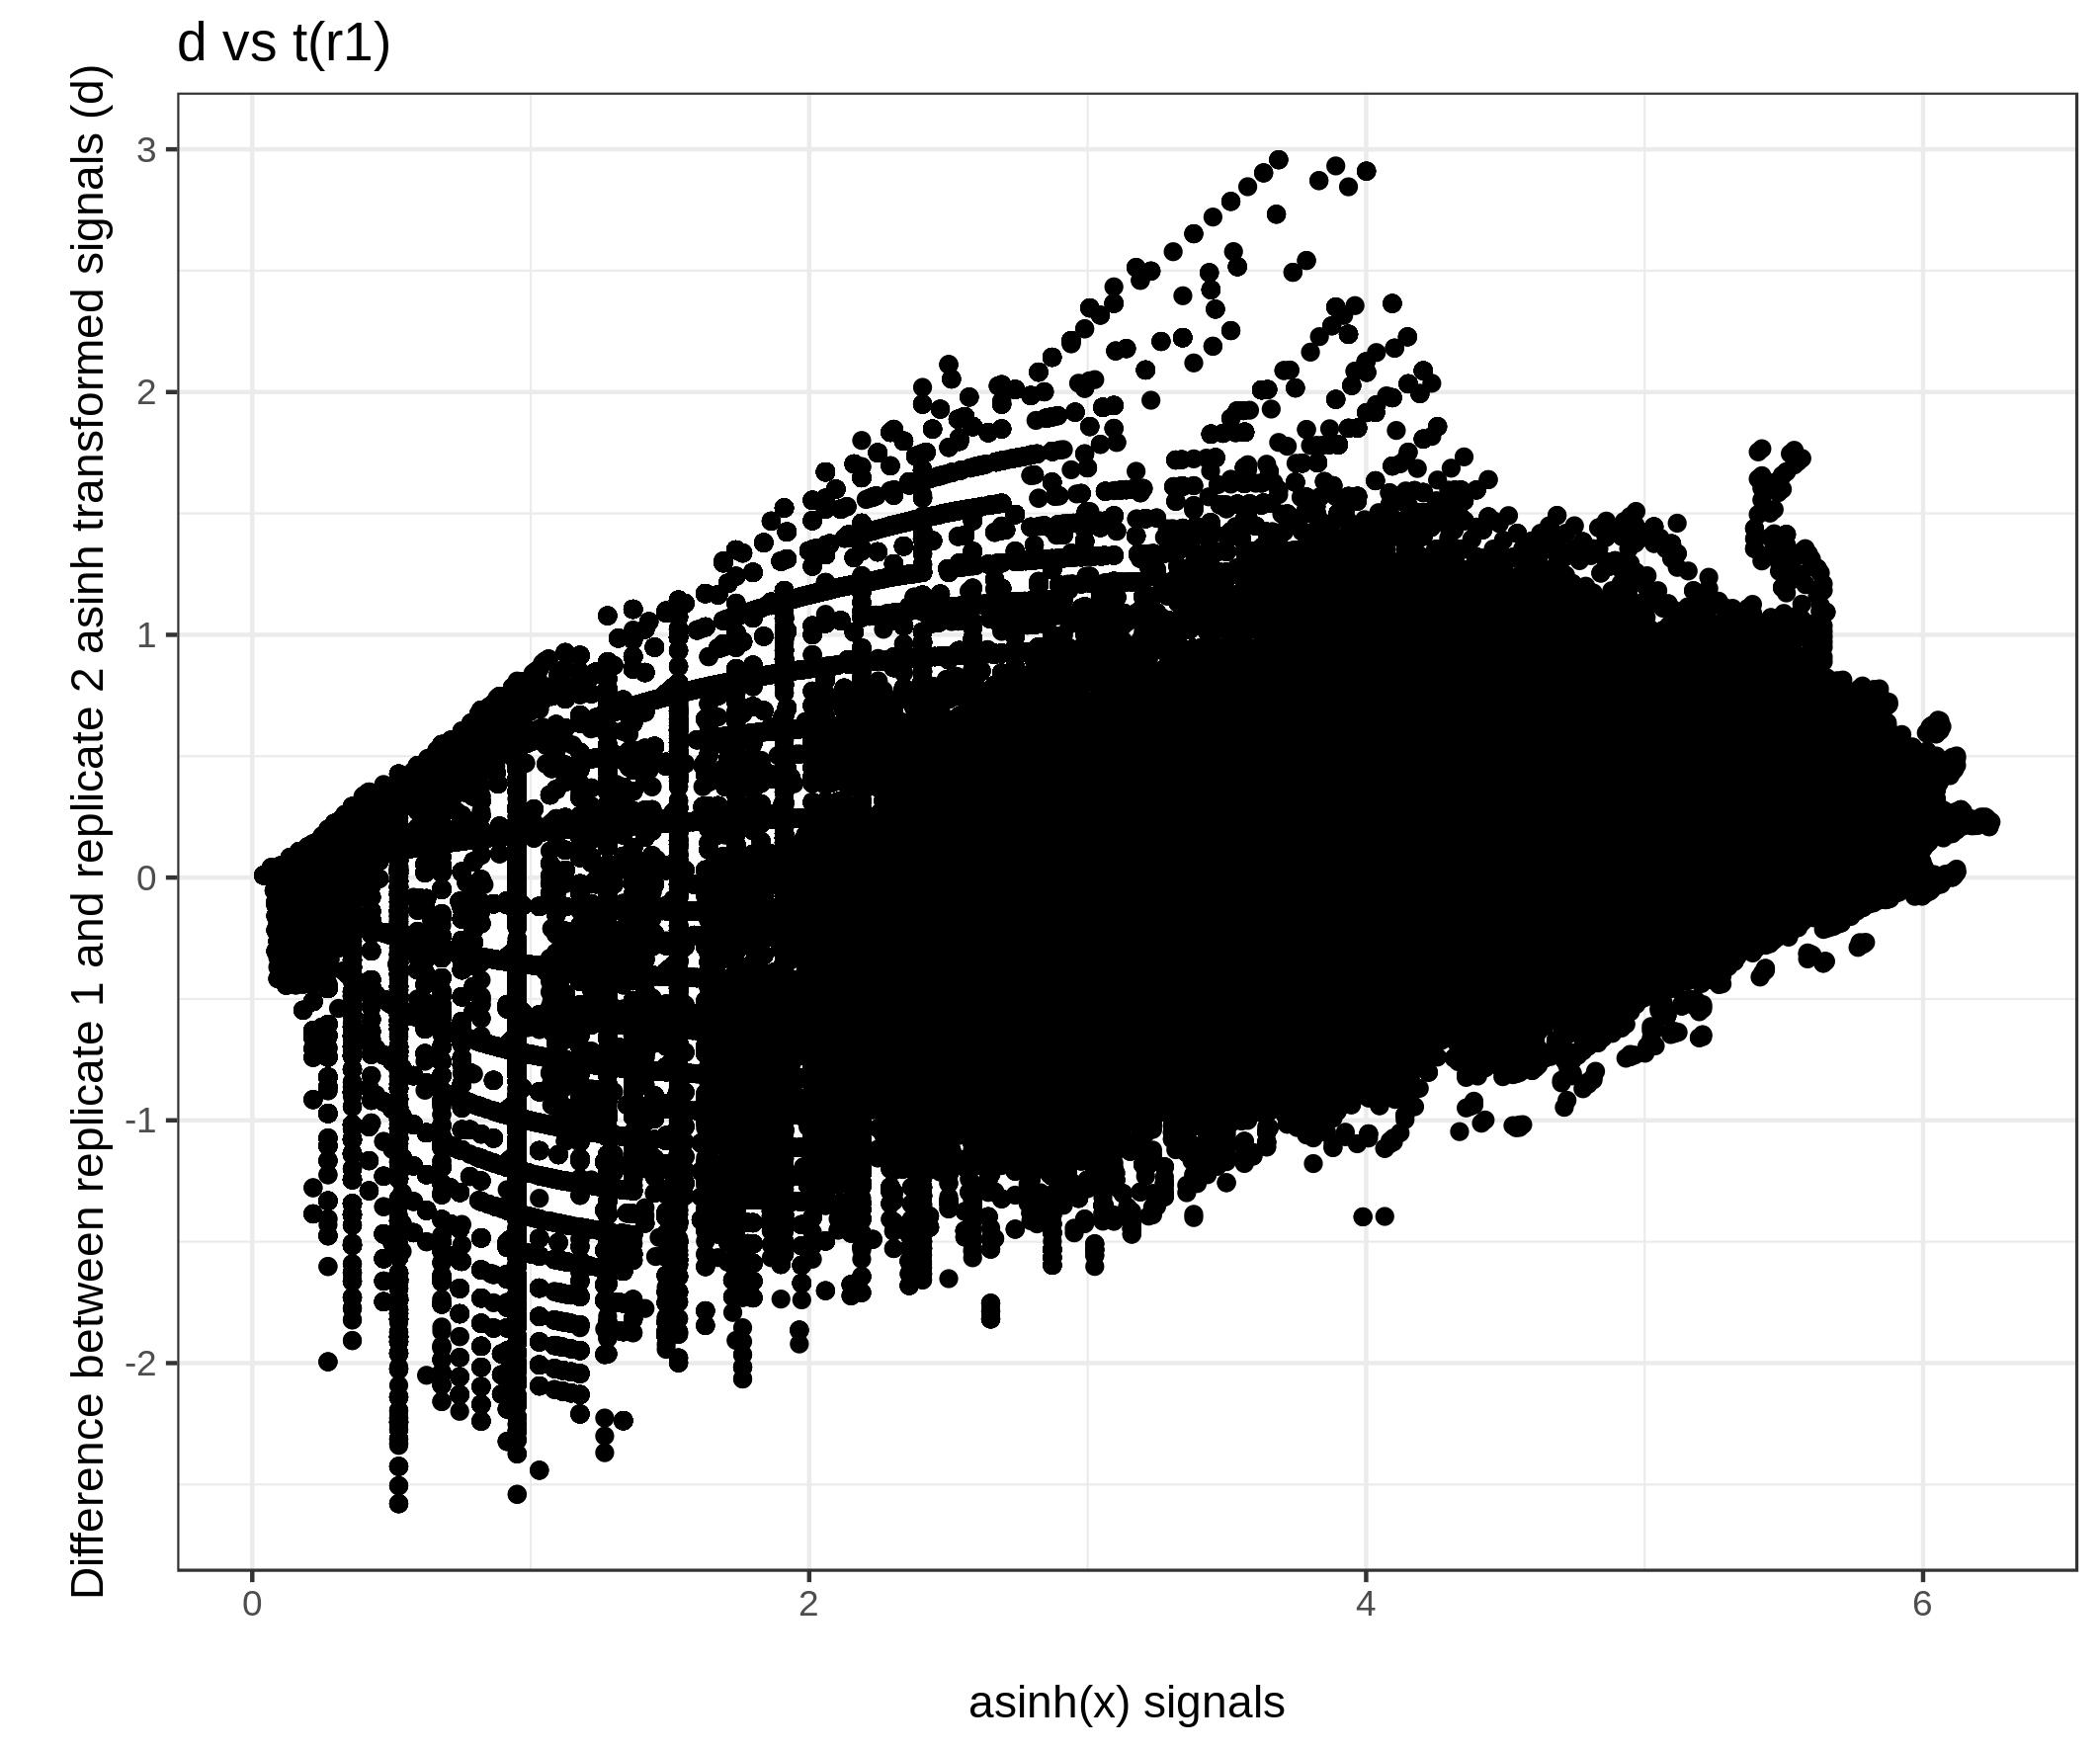 d vs t(r1)
Difference between replicate 1 and replicate 2 asinh transformed signals (d)
3
2
1
0
-1
-2
0 2 4 6
asinh(x) signals